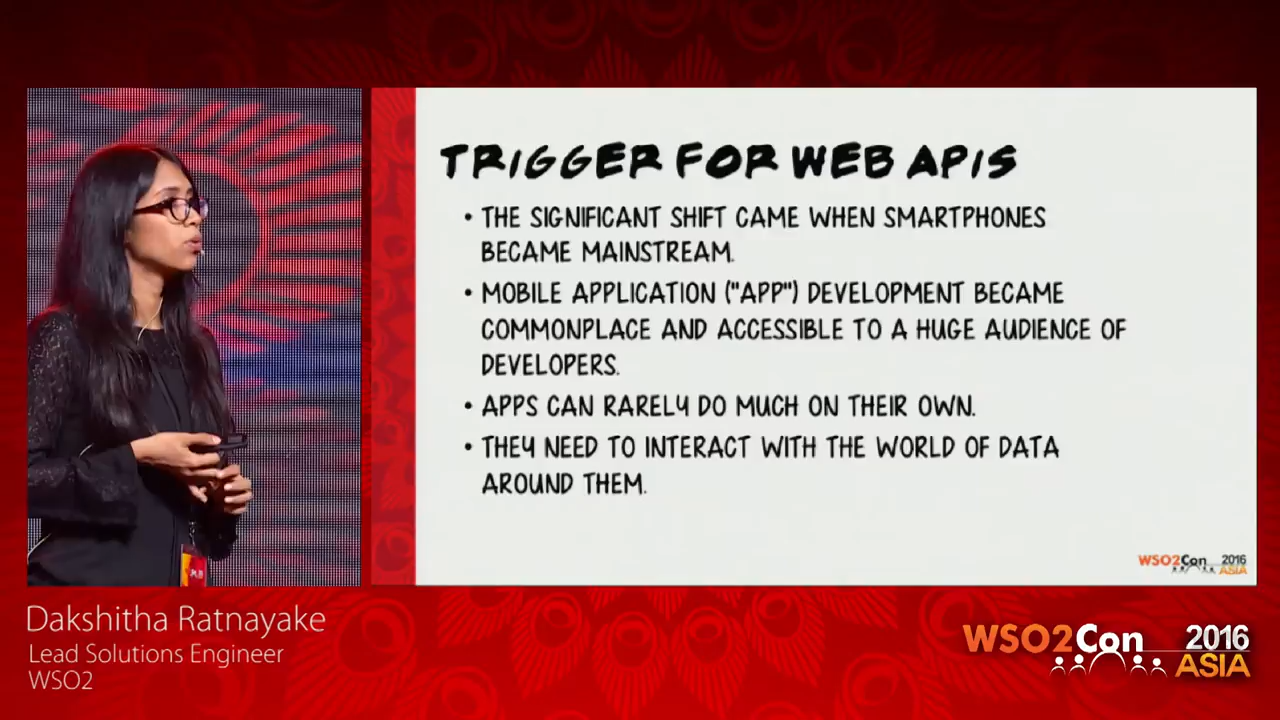 TRIGGER FOR WEB APIS
• THE SIGNIFICANT SHIFT CAME WHEN SMARTPHONES
BECAME MAINSTREAM.
• MOBILE APPLICATION ("APP") DEVELOPMENT BECAME
COMMONPLACE AND ACCESSIBLE TO A HUGE AUDIENCE OF
DEVELOPERS.
• APPS CAN RARELY DO MUCH ON THEIR OWN.
• THEY NEED TO INTERACT WITH THE WORLD OF DATA
AROUND THEM.
WSO2Con 2016
ASIA
Dakshitha Ratnayake
Lead Solutions Engineer
WSO2
WSO2Con 2016
ASIA